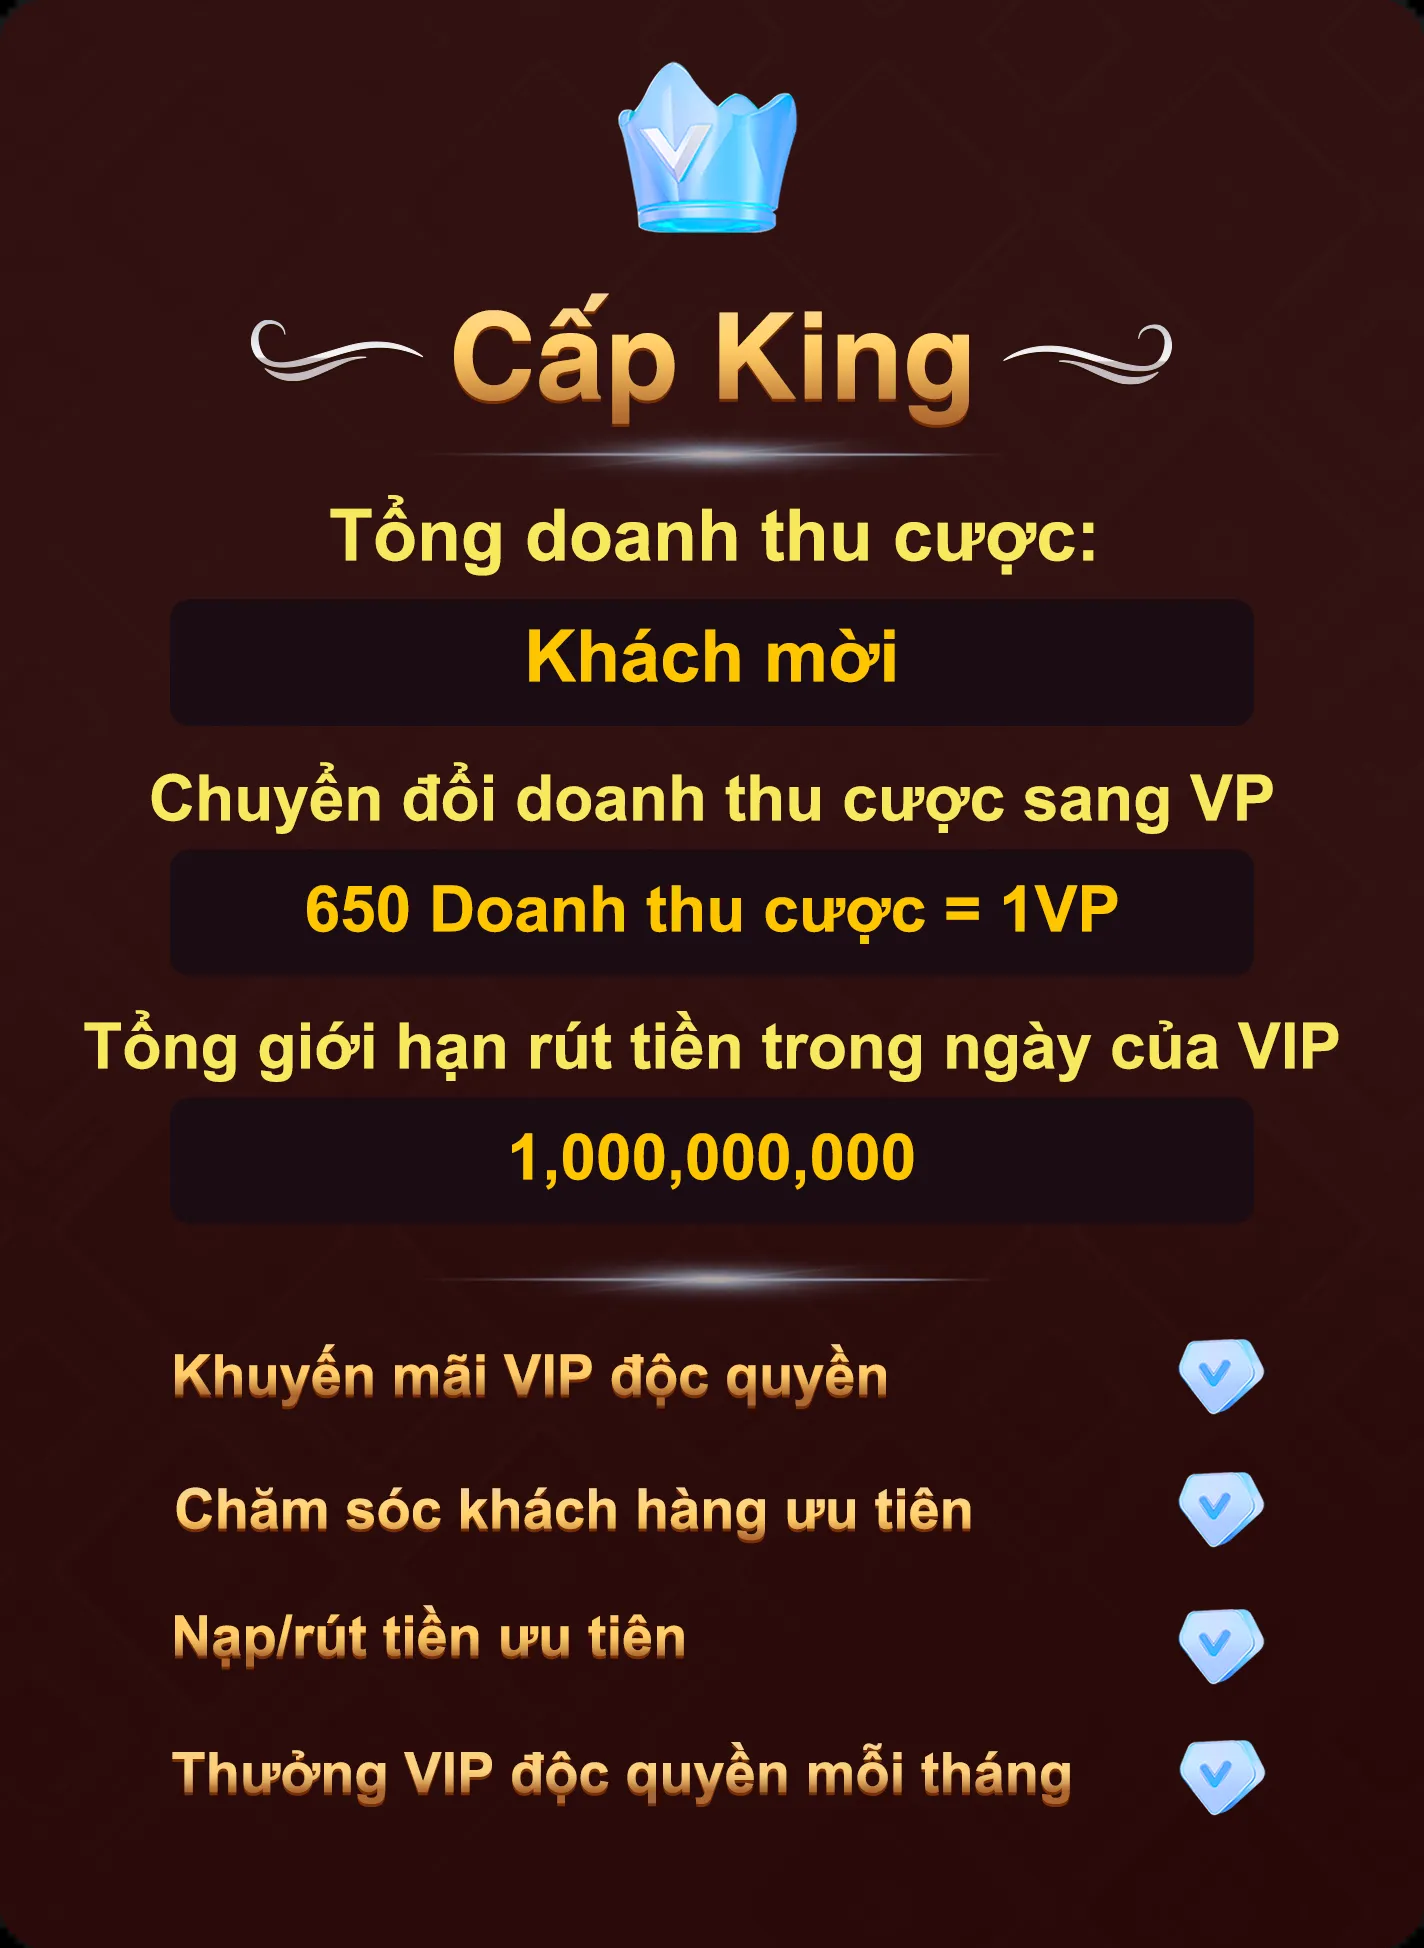 Cấp King
Tổng doanh thu cược:
Khách mời
Chuyển đổi doanh thu cược sang VP
650 Doanh thu cược = 1VP
Tổng giới hạn rút tiền trong ngày của VIP
1,000,000,000
Khuyến mãi VIP độc quyền
Chăm sóc khách hàng ưu tiên
Nạp/rút tiền ưu tiên
Thưởng VIP độc quyền mỗi tháng